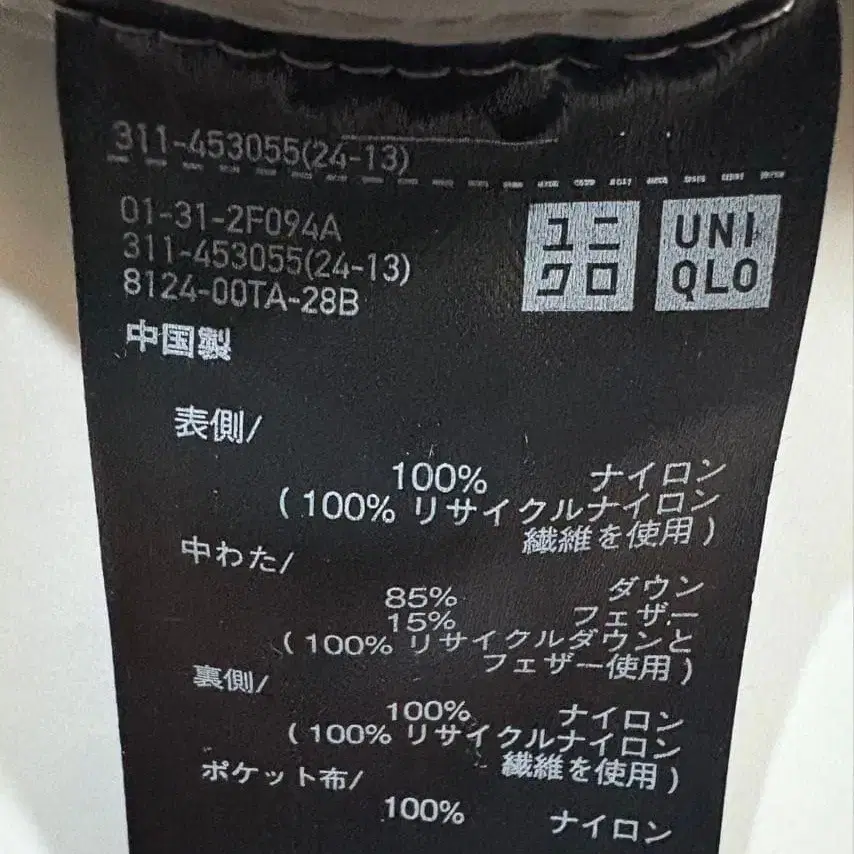 311-453055(24-13)
01-31-2F094A
311-453055(24-13)
8124-00TA-28B
ユニ
クロ
UNI
QLO
中国製
表側/
100% ナイロン
(100% リサイクルナイロン
繊維を使用)
中わた/
85% ダウン
15% フェザー
(100% リサイクルダウンと
フェザー使用)
裏側/
100% ナイロン
(100% リサイクルナイロン
繊維を使用)
ポケット布/
100% ナイロン